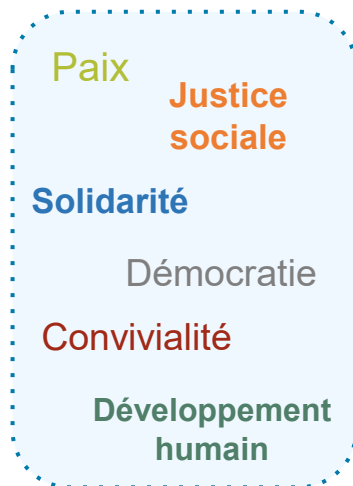 Paix
Justice
sociale
Solidarité
Démocratie
Convivialité
Développement
humain